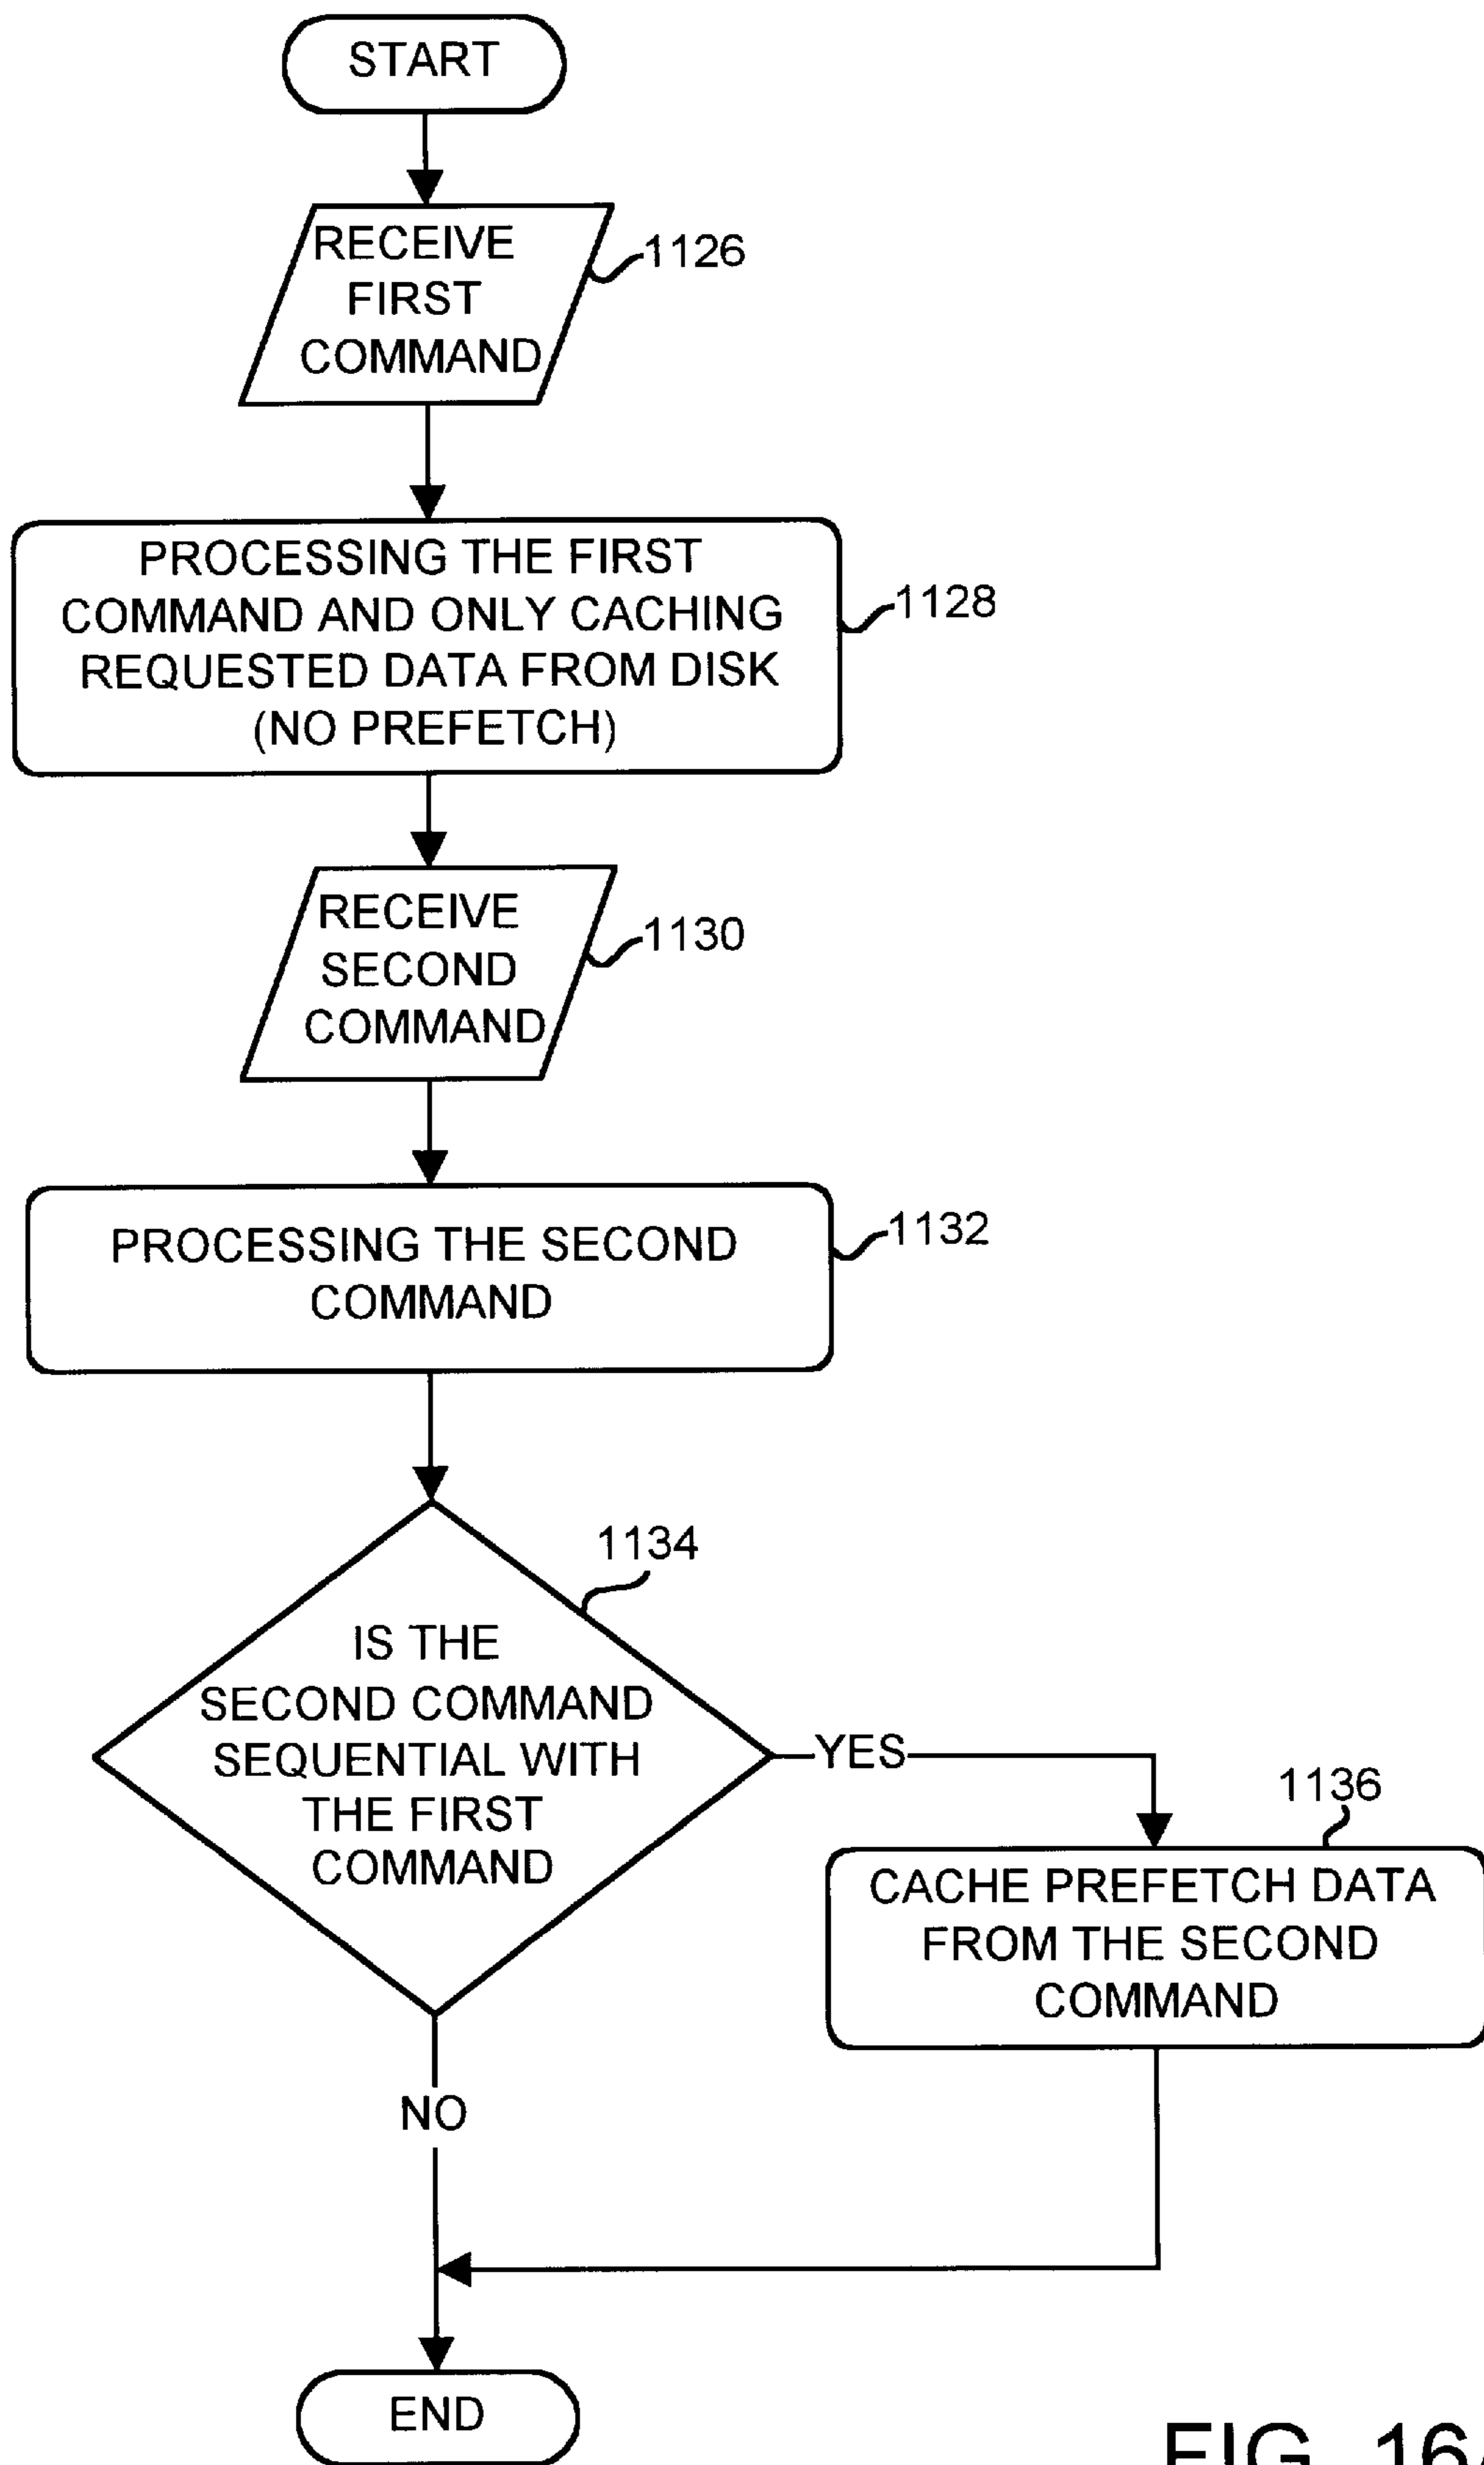 START
RECEIVE
FIRST
COMMAND
1126
PROCESSING THE FIRST
COMMAND AND ONLY CACHING
REQUESTED DATA FROM DISK
(NO PREFETCH)
1128
RECEIVE
SECOND
COMMAND
1130
PROCESSING THE SECOND
COMMAND
1132
1134
IS THE
SECOND COMMAND
SEQUENTIAL WITH
THE FIRST
COMMAND
YES
1136
CACHE PREFETCH DATA
FROM THE SECOND
COMMAND
NO
END
FIG. 16